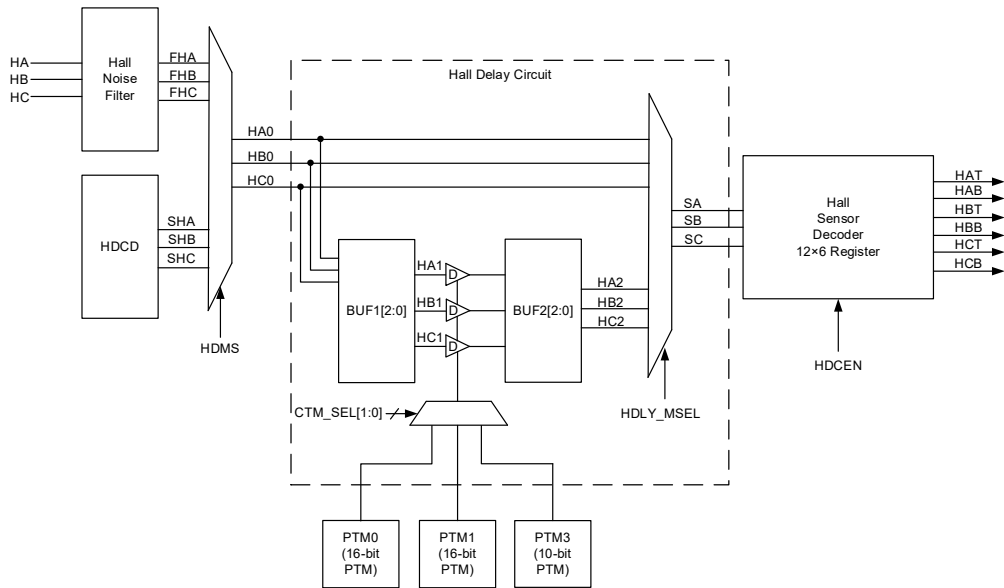 HA
HB
HC
Hall
Noise
Filter
FHA
FHB
FHC
HDCD
SHA
SHB
SHC
HDMS
HA0
HB0
HC0
Hall Delay Circuit
BUF1[2:0]
HA1
HB1
HC1
D
D
D
BUF2[2:0]
HA2
HB2
HC2
CTM_SEL[1:0]
HDLY_MSEL
PTM0
(16-bit
PTM)
PTM1
(16-bit
PTM)
PTM3
(10-bit
PTM)
SA
SB
SC
Hall
Sensor
Decoder
12×6 Register
HDCEN
HAT
HAB
HBT
HBB
HCT
HCB